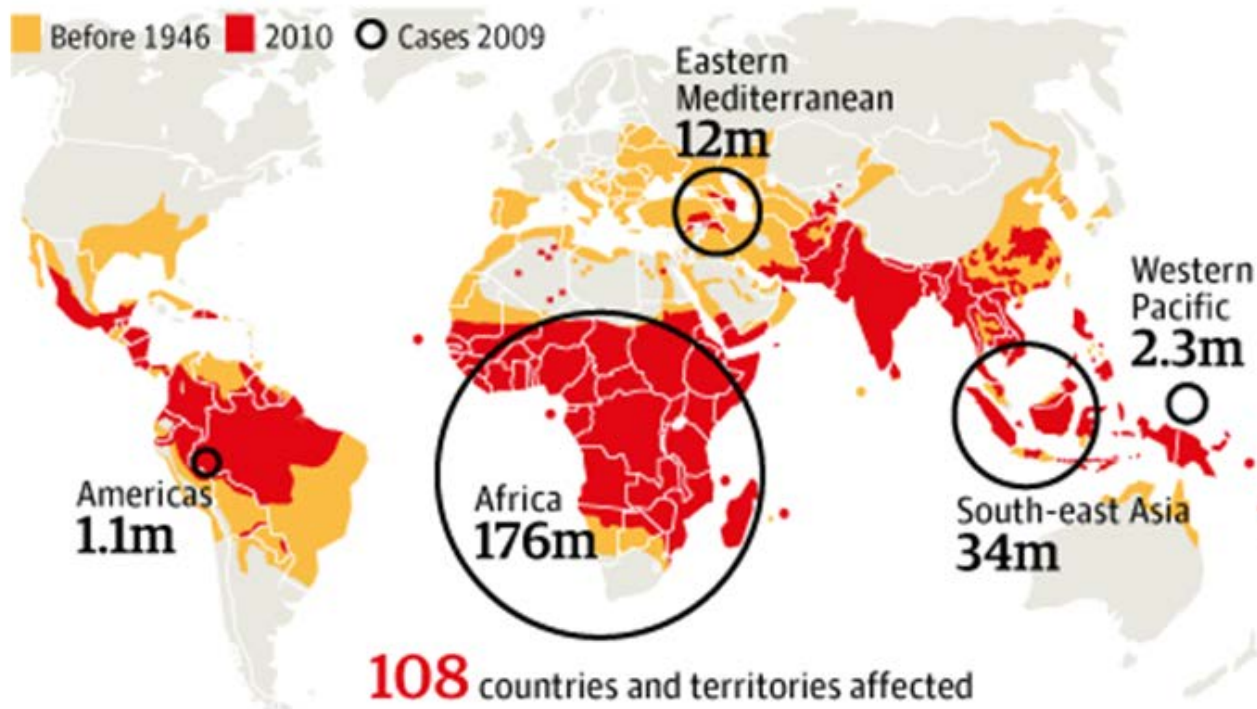 Before 1946 2010 Cases 2009
Eastern
Mediterranean
12m
Western
Pacific
2.3m
Americas
1.1m
Africa
176m
South-east Asia
34m
108 countries and territories affected